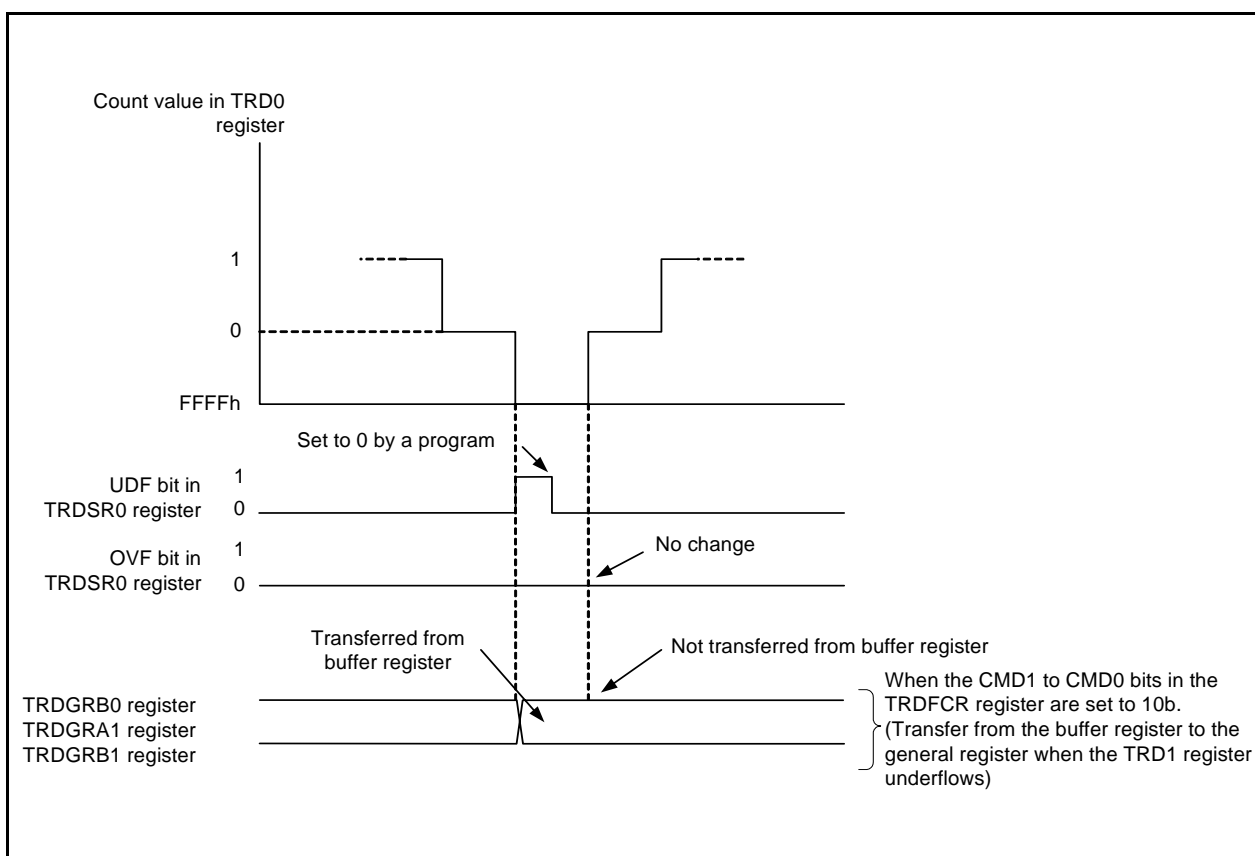 Count value in TRD0
register
1
0
FFFFh
Set to 0 by a program
UDF bit in
TRDSR0 register
1
0
OVF bit in
TRDSR0 register
1
0
No change
Transferred from
buffer register
Not transferred from buffer register
TRDGRB0 register
TRDGRA1 register
TRDGRB1 register
When the CMD1 to CMD0 bits in the
TRDFCR register are set to 10b.
(Transfer from the buffer register to the
general register when the TRD1 register
underflows)